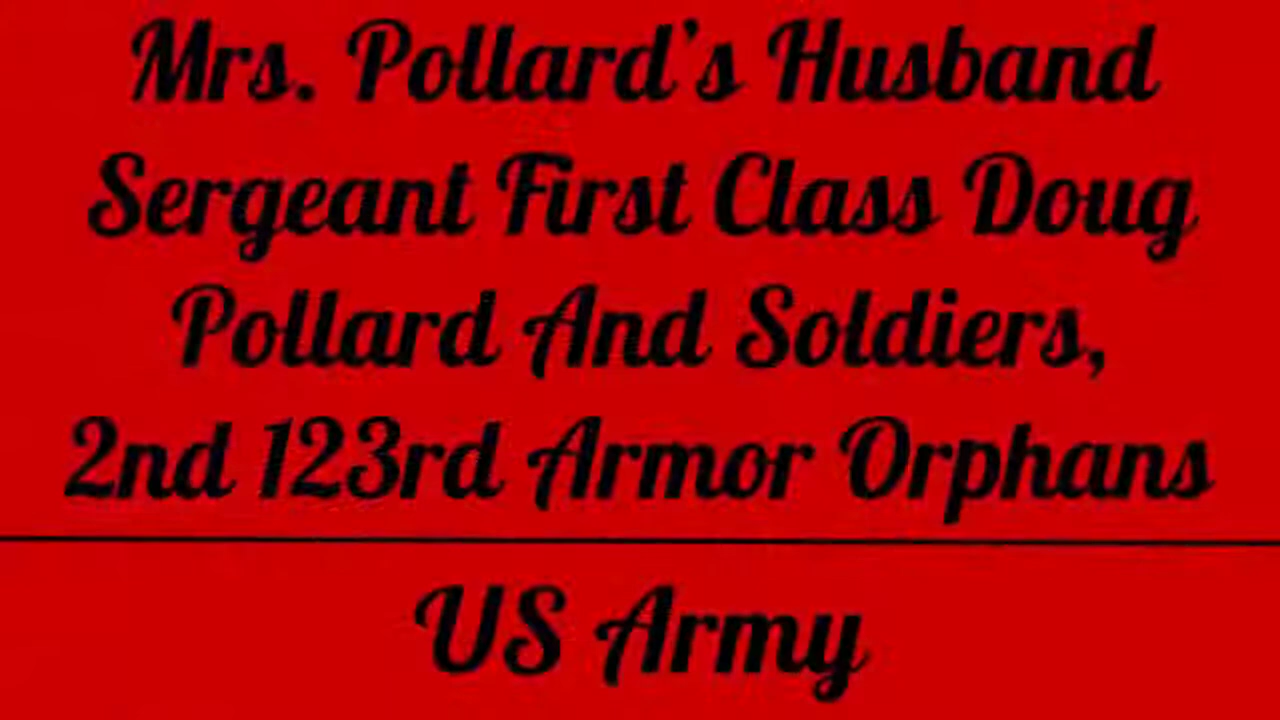 Mrs. Pollard's Husband
Sergeant First Class Doug
Pollard And Soldiers,
2nd 123rd Armor Orphans
US Army